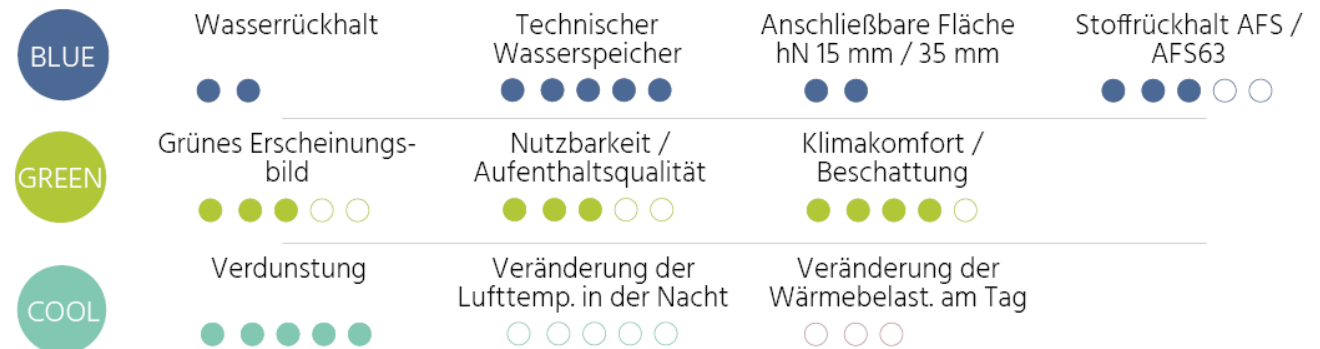 BLUE
Wasserrückhalt
Technischer
Wasserspeicher
Anschließbare Fläche
hN 15 mm / 35 mm
Stoffrückhalt AFS /
AFS63
GREEN
Grünes Erscheinungs-
bild
Nutzbarkeit /
Aufenthaltsqualität
Klimakomfort /
Beschattung
COOL
Verdunstung
Veränderung der
Lufttemp. in der Nacht
Veränderung der
Wärmebelast. am Tag